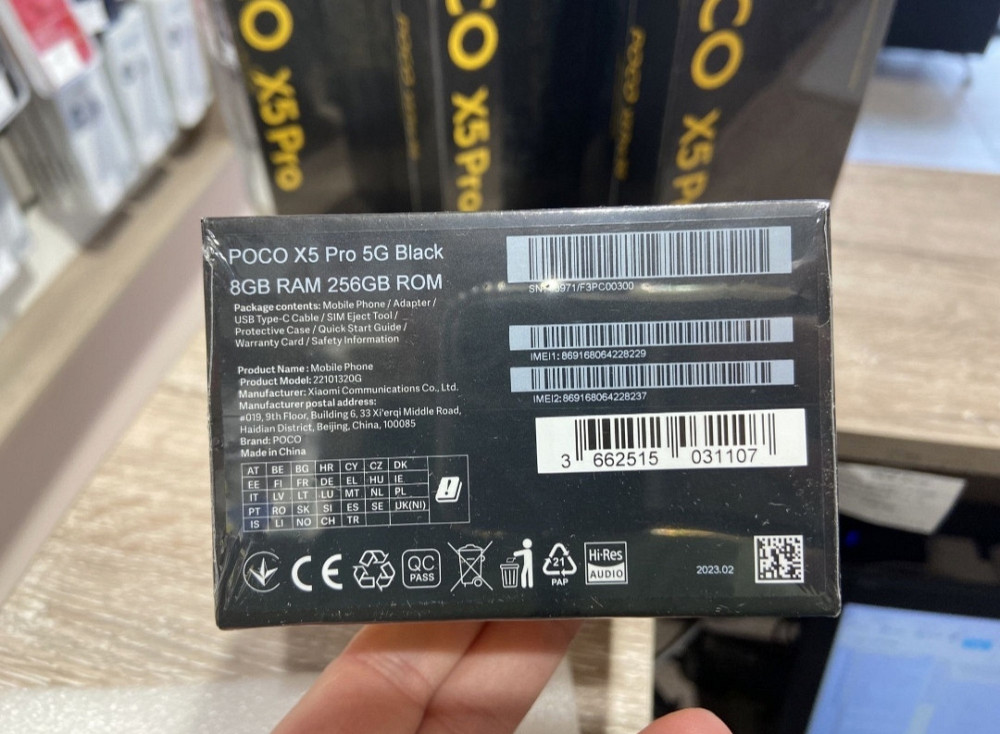 CO X5 Pro
CO X5 Pro
POCO
CO X5 P
POCO X5 Pro 5G Black
8GB RAM 256GB ROM
Package contents: Mobile Phone / Adapter /
USB Type-C Cable / SIM Eject Tool /
Protective Case / Quick Start Guide /
Warranty Card / Safety Information
Product Name: Mobile Phone
Product Model: 22101320G
Manufacturer: Xiaomi Communications Co., Ltd.
Manufacturer postal address:
#019, 9th Floor, Building 6, 33 Xi'erqi Middle Road,
Haidian District, Beijing, China, 100085
Brand: POCO
Made in China
AT BE BG HR CY CZ DK
EE FI FR DE EL HU IE
IT LV LT LU MT NL PL
PT RO SK SI ES SE UK(NI)
IS LI NO CH TR
/F3PC00300
IMEI1: 869168064228229
IMEI2: 869168064228237
3 662515 031107
CE
QC
PASS
21
PAP
Hi-Res
AUDIO
2023.02